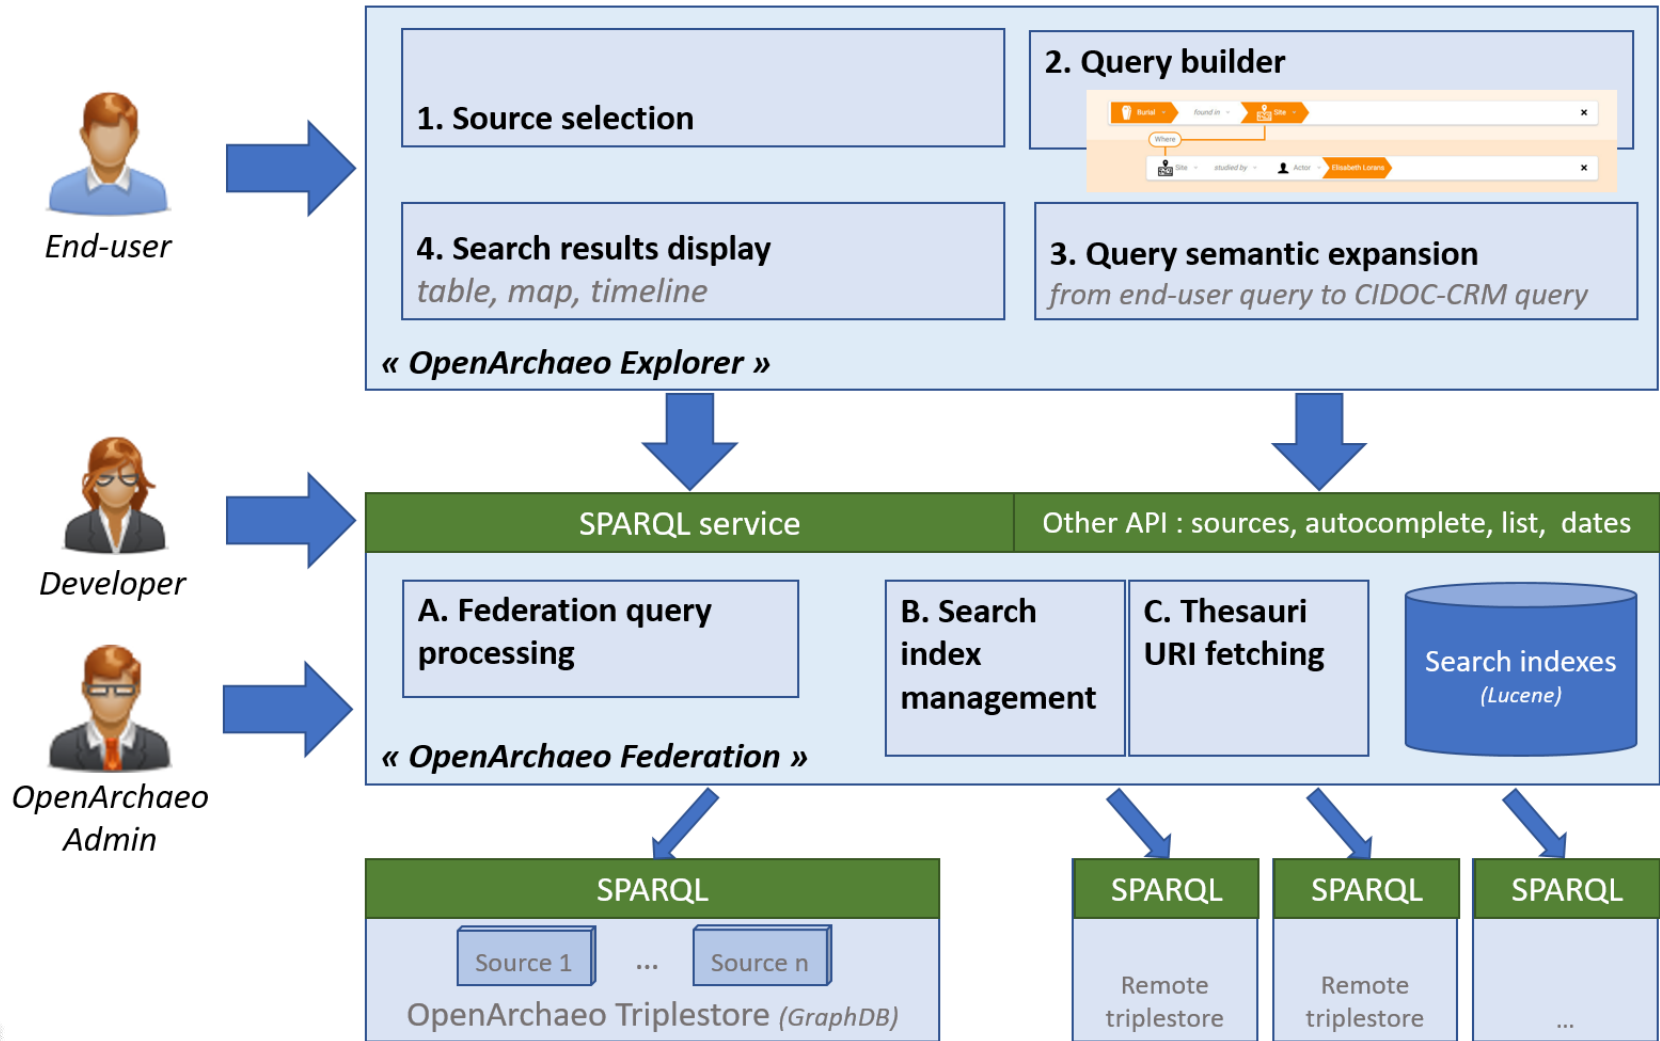 1. Source selection
2. Query builder
Burial found in Site
Where
Site studied by Actor Elisabeth Lorans
End-user
4. Search results display
table, map, timeline
3. Query semantic expansion
from end-user query to CIDOC-CRM query
« OpenArchaeo Explorer »
Developer
SPARQL service
Other API : sources, autocomplete, list, dates
A. Federation query
processing
B. Search
index
management
C. Thesauri
URI fetching
Search indexes
(Lucene)
« OpenArchaeo Federation »
OpenArchaeo
Admin
SPARQL
Source 1
...
Source n
OpenArchaeo Triplestore (GraphDB)
SPARQL
Remote
triplestore
SPARQL
Remote
triplestore
SPARQL
...